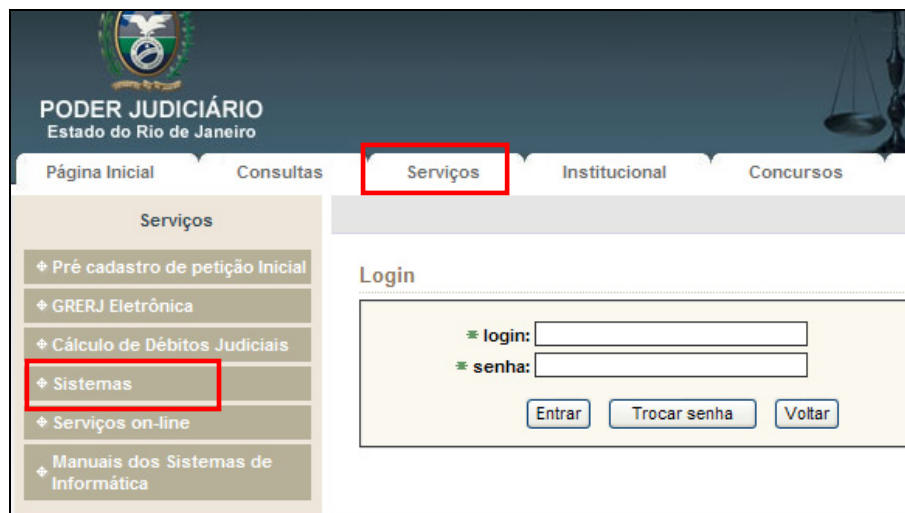 PODER JUDICIÁRIO
Estado do Rio de Janeiro
Página Inicial Consultas Serviços Institucional Concursos
Serviços
Pré cadastro de petição Inicial
GRERJ Eletrônica
Cálculo de Débitos Judiciais
Sistemas
Serviços on-line
Manuais dos Sistemas de
Informática
Login
login:
senha:
Entrar Trocar senha Voltar